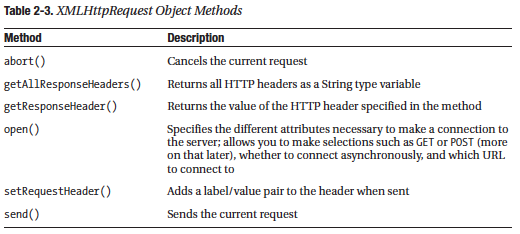 Table 2-3. XMLHttpRequest Object Methods
Method Description
abort() Cancels the current request
getAllResponseHeaders() Returns all HTTP headers as a String type variable
getResponseHeader() Returns the value of the HTTP header specified in the method
open() Specifies the different attributes necessary to make a connection to
the server; allows you to make selections such as GET or POST (more
on that later), whether to connect asynchronously, and which URL
to connect to
setRequestHeader() Adds a label/value pair to the header when sent
send() Sends the current request